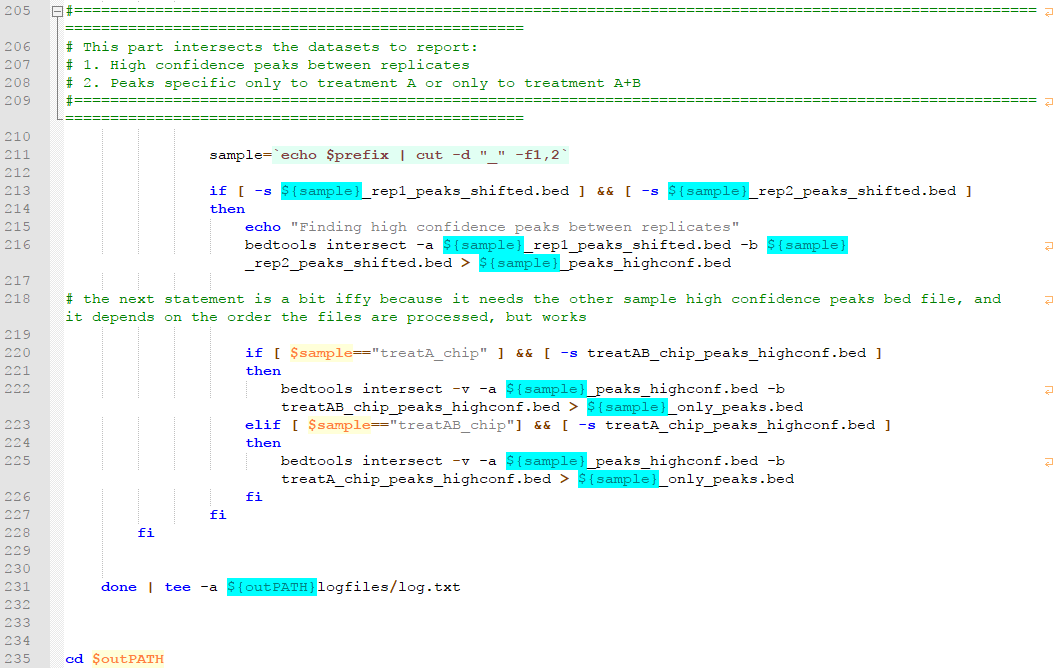 205 #===========================================================================================================
===================================================
206 # This part intersects the datasets to report:
207 # 1. High confidence peaks between replicates
208 # 2. Peaks specific only to treatment A or only to treatment A+B
209 #===========================================================================================================
===================================================
210
211 sample=`echo $prefix | cut -d "_" -f1,2`
212
213 if [ -s ${sample}_rep1_peaks_shifted.bed ] && [ -s ${sample}_rep2_peaks_shifted.bed ]
214 then
215 echo "Finding high confidence peaks between replicates"
216 bedtools intersect -a ${sample}_rep1_peaks_shifted.bed -b ${sample}
_rep2_peaks_shifted.bed > ${sample}_peaks_highconf.bed
217
218 # the next statement is a bit iffy because it needs the other sample high confidence peaks bed file, and
it depends on the order the files are processed, but works
219
220 if [ $sample=="treatA_chip" ] && [ -s treatAB_chip_peaks_highconf.bed ]
221 then
222 bedtools intersect -v -a ${sample}_peaks_highconf.bed -b
treatAB_chip_peaks_highconf.bed > ${sample}_only_peaks.bed
223 elif [ $sample=="treatAB_chip"] && [ -s treatA_chip_peaks_highconf.bed ]
224 then
225 bedtools intersect -v -a ${sample}_peaks_highconf.bed -b
treatA_chip_peaks_highconf.bed > ${sample}_only_peaks.bed
226 fi
227 fi
228 fi
229
230
231 done | tee -a ${outPATH}logfiles/log.txt
232
233
234
235 cd $outPATH